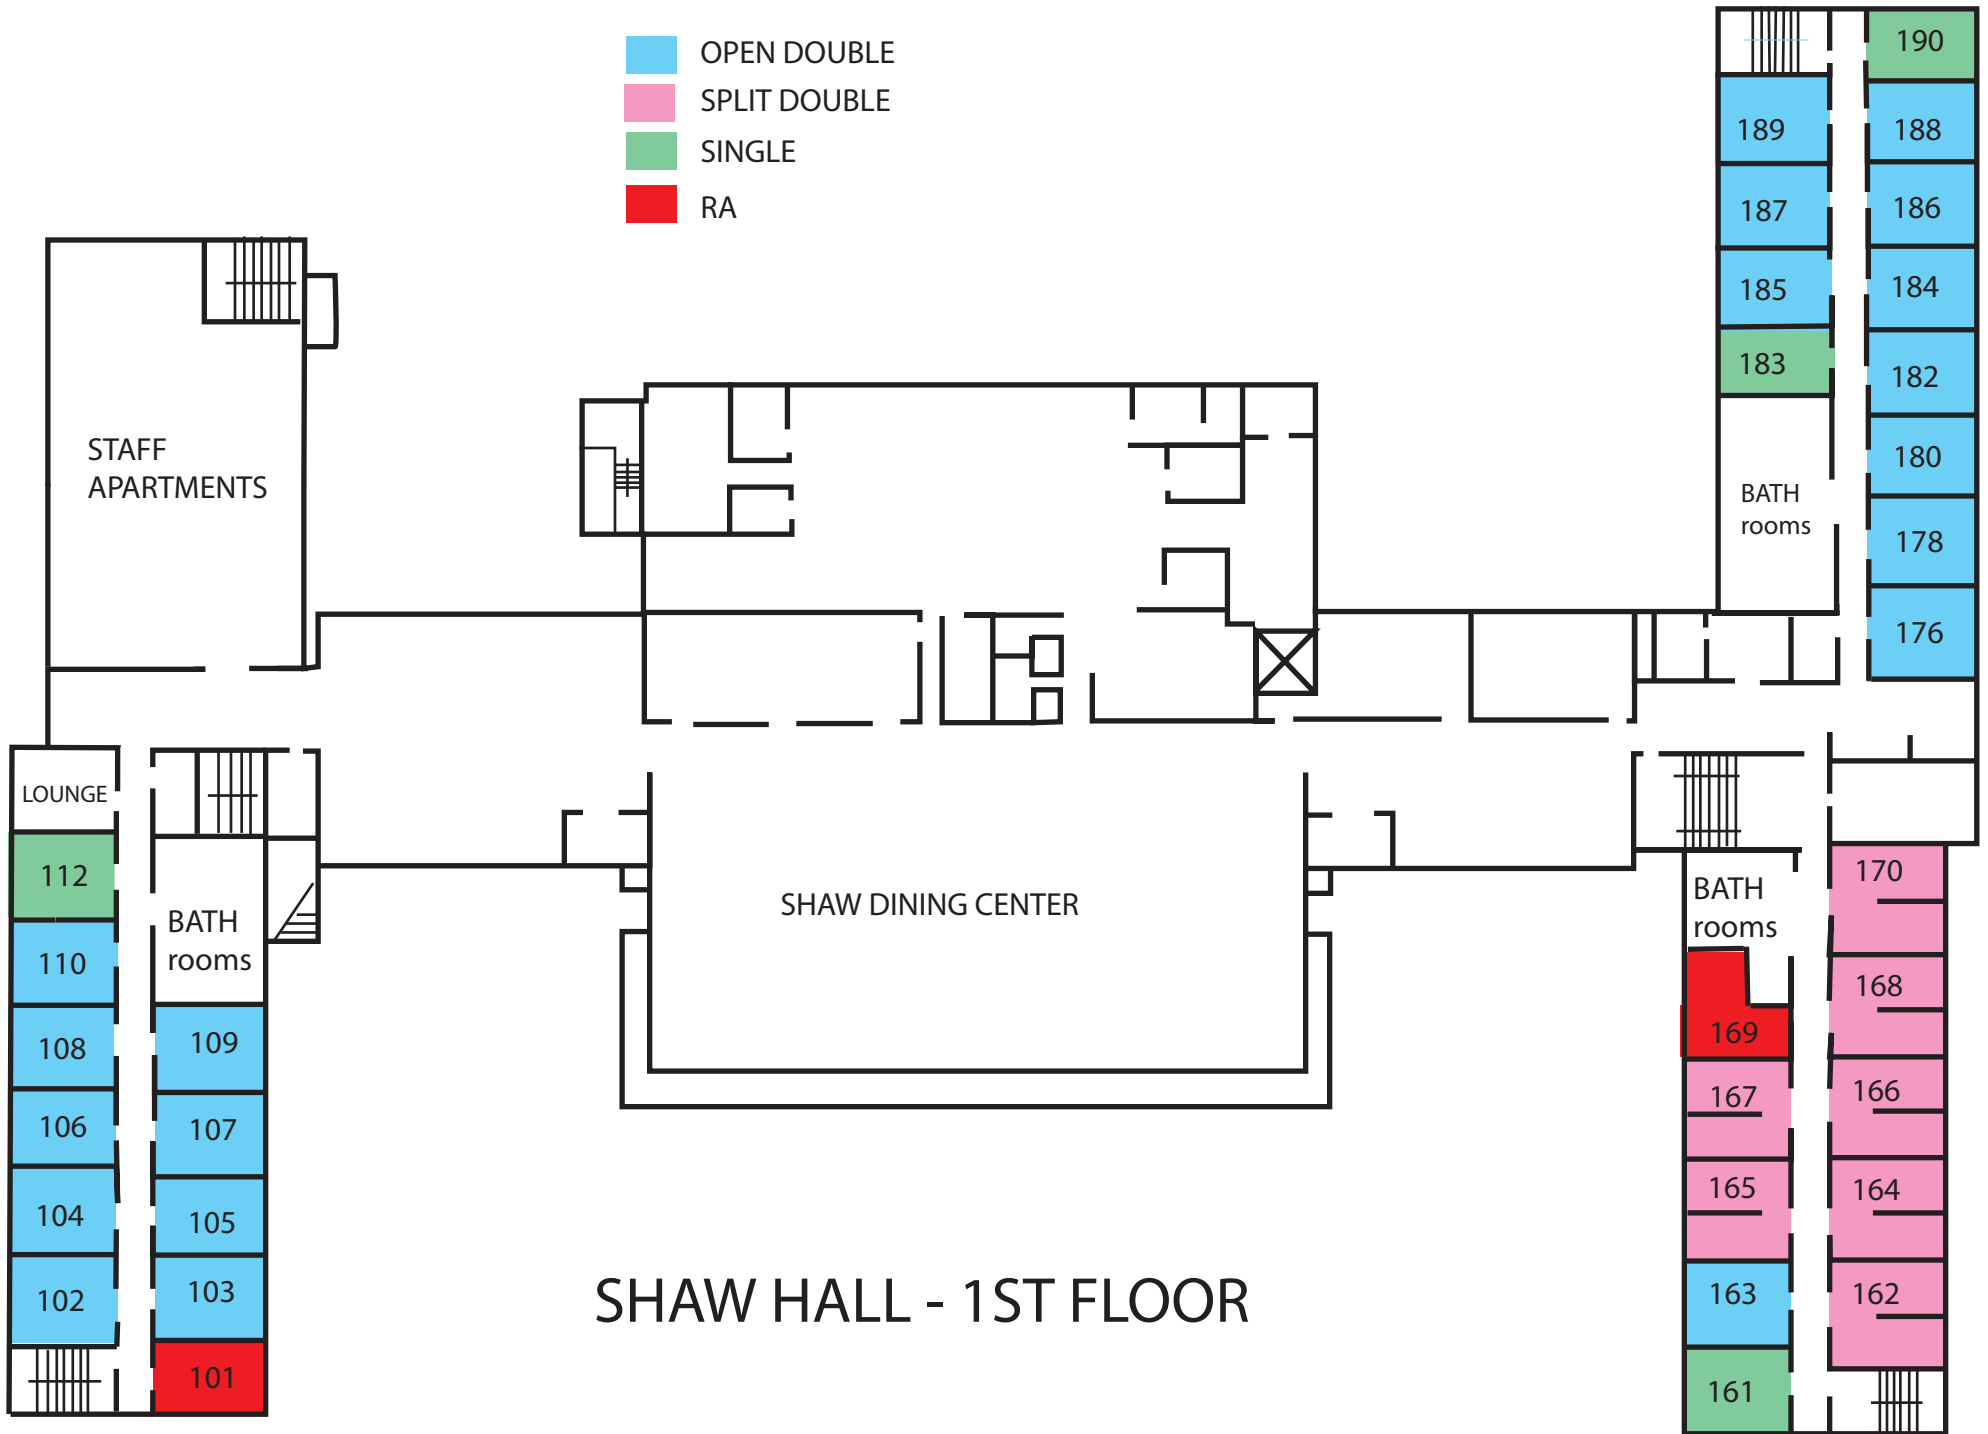 OPEN DOUBLE
SPLIT DOUBLE
SINGLE
RA
190
189
188
187
186
185
184
183
182
180
BATH
rooms
178
176
STAFF
APARTMENTS
LOUNGE
112
110
108
106
104
102
BATH
rooms
109
107
105
103
101
SHAW DINING CENTER
BATH
rooms
170
168
169
167
166
165
164
163
162
161
SHAW HALL - 1ST FLOOR